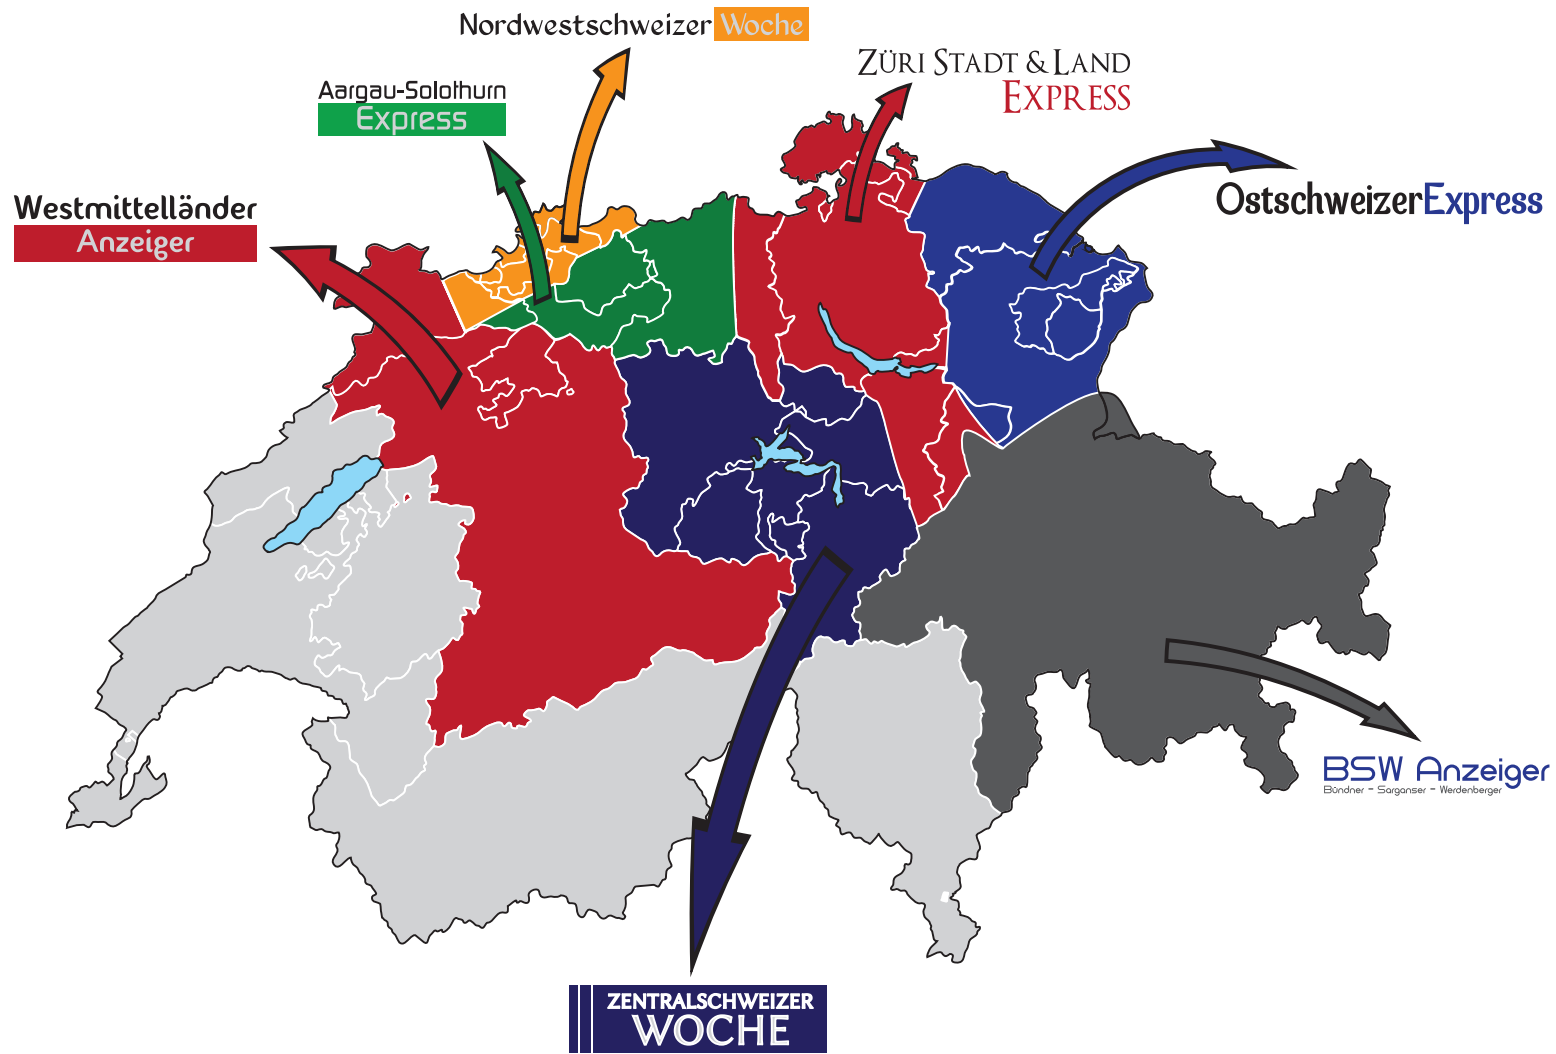 Nordwestschweizer Woche
ZÜRI STADT & LAND
EXPRESS
Aargau-Solothurn
Express
Westmittelländer
Anzeiger
OstschweizerExpress
BSW Anzeiger
Bündner - Sarganser - Werdenberger
ZENTRALSCHWEIZER
WOCHE